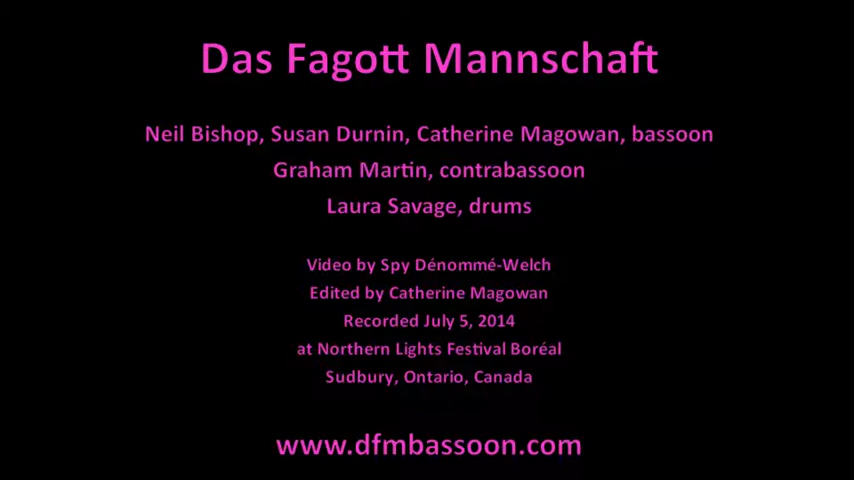 Das Fagott Mannschaft
Neil Bishop, Susan Durnin, Catherine Magowan, bassoon
Graham Martin, contrabassoon
Laura Savage, drums
Video by Spy Dénommé-Welch
Edited by Catherine Magowan
Recorded July 5, 2014
at Northern Lights Festival Boréal
Sudbury, Ontario, Canada
www.dfmbassoon.com